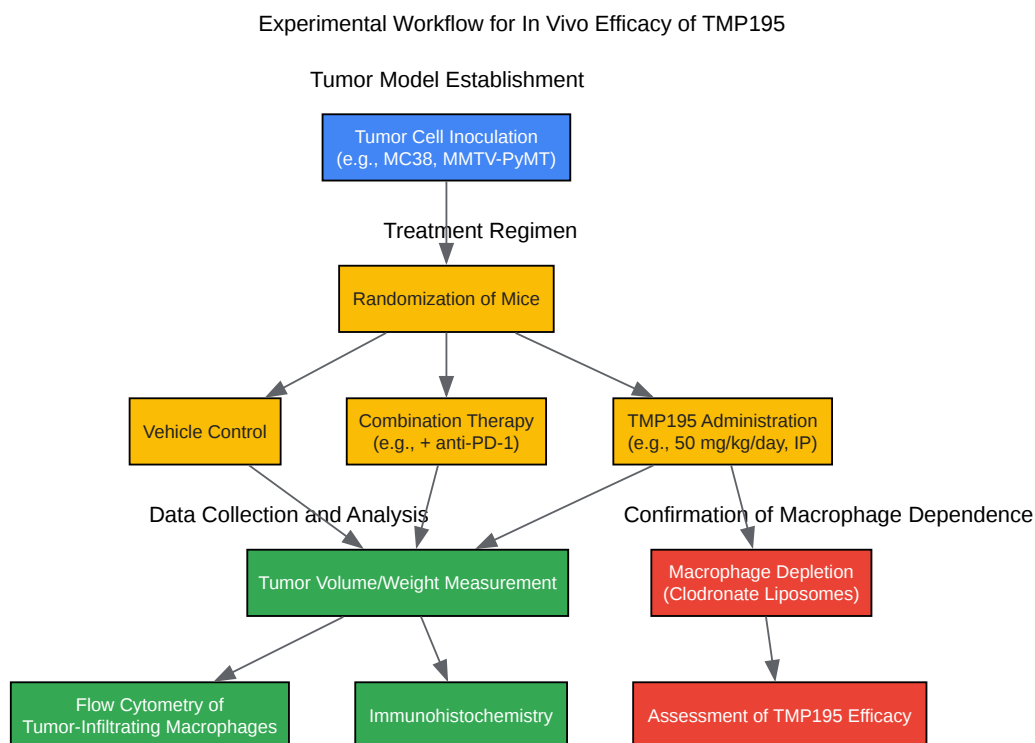 Experimental Workflow for In Vivo Efficacy of TMP195
Tumor Model Establishment
Tumor Cell Inoculation
(e.g., MC38, MMTV-PyMT)
Treatment Regimen
Randomization of Mice
Vehicle Control
Combination Therapy
(e.g., + anti-PD-1)
TMP195 Administration
(e.g., 50 mg/kg/day, IP)
Data Collection and Analysis
Confirmation of Macrophage Dependence
Tumor Volume/Weight Measurement
Macrophage Depletion
(Clodronate Liposomes)
Flow Cytometry of
Tumor-Infiltrating Macrophages
Immunohistochemistry
Assessment of TMP195 Efficacy